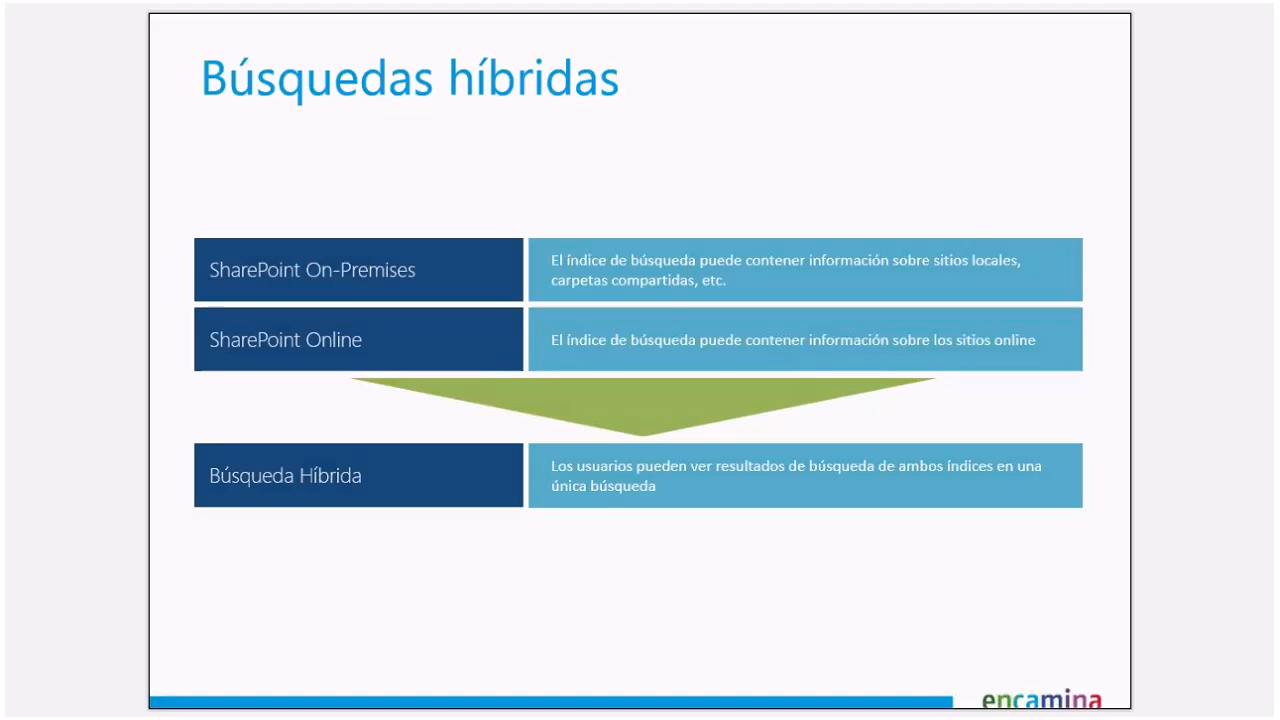 Búsquedas híbridas
SharePoint On-Premises
El índice de búsqueda puede contener información sobre sitios locales,
carpetas compartidas, etc.
SharePoint Online
El índice de búsqueda puede contener información sobre los sitios online
Búsqueda Híbrida
Los usuarios pueden ver resultados de búsqueda de ambos índices en una
única búsqueda
encamina